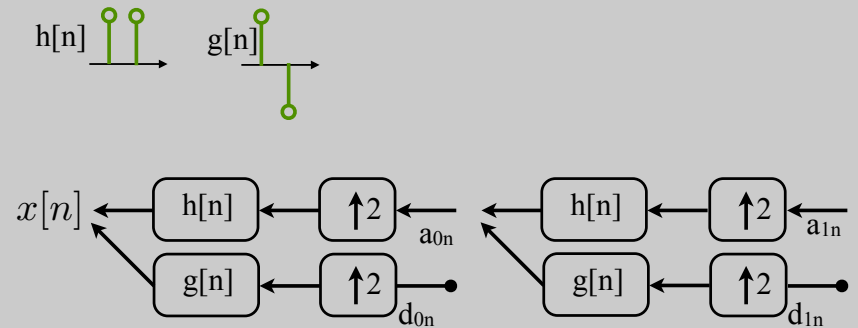 h[n] g[n]
x[n] h[n] ↑2 a0n h[n] ↑2 a1n
g[n] ↑2 d0n g[n] ↑2 d1n